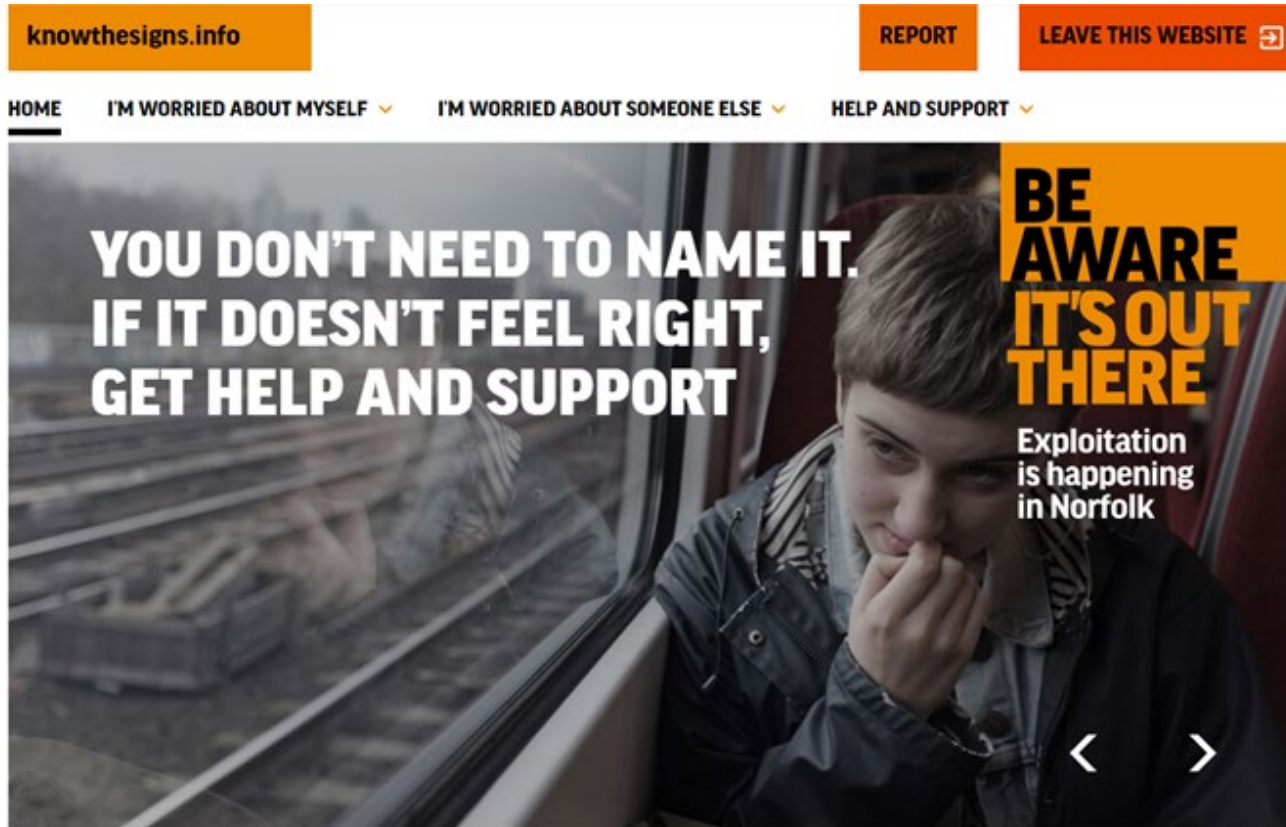 knowthesigns.info
REPORT
LEAVE THIS WEBSITE
HOME
I'M WORRIED ABOUT MYSELF
I'M WORRIED ABOUT SOMEONE ELSE
HELP AND SUPPORT
YOU DON'T NEED TO NAME IT.
IF IT DOESN'T FEEL RIGHT,
GET HELP AND SUPPORT
BE
AWARE
IT'S OUT
THERE
Exploitation
is happening
in Norfolk